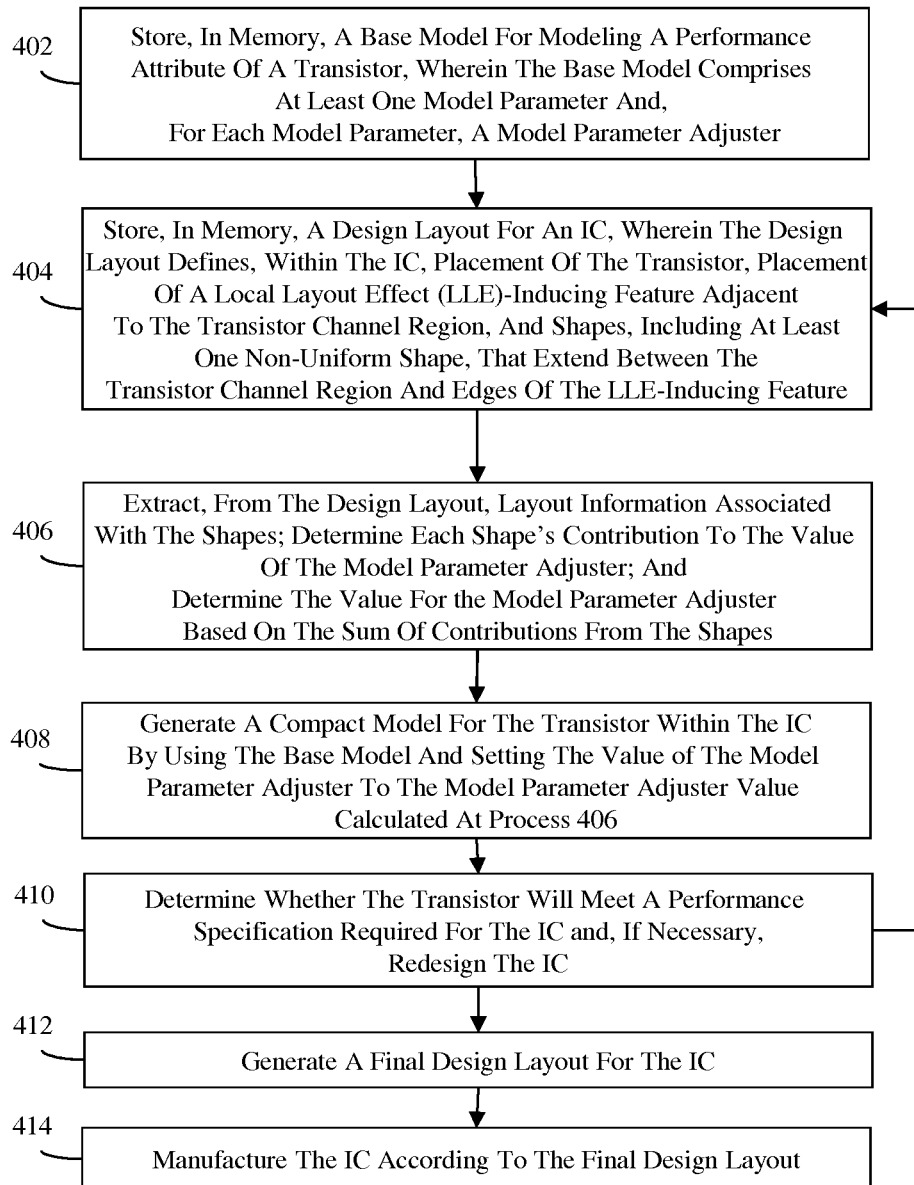 402
Store, In Memory, A Base Model For Modeling A Performance
Attribute Of A Transistor, Wherein The Base Model Comprises
At Least One Model Parameter And,
For Each Model Parameter, A Model Parameter Adjuster
404
Store, In Memory, A Design Layout For An IC, Wherein The Design
Layout Defines, Within The IC, Placement Of The Transistor, Placement
Of A Local Layout Effect (LLE)-Inducing Feature Adjacent
To The Transistor Channel Region, And Shapes, Including At Least
One Non-Uniform Shape, That Extend Between The
Transistor Channel Region And Edges Of The LLE-Inducing Feature
406
Extract, From The Design Layout, Layout Information Associated
With The Shapes; Determine Each Shape's Contribution To The Value
Of The Model Parameter Adjuster; And
Determine The Value For the Model Parameter Adjuster
Based On The Sum Of Contributions From The Shapes
408
Generate A Compact Model For The Transistor Within The IC
By Using The Base Model And Setting The Value of The Model
Parameter Adjuster To The Model Parameter Adjuster Value
Calculated At Process 406
410
Determine Whether The Transistor Will Meet A Performance
Specification Required For The IC and, If Necessary,
Redesign The IC
412
Generate A Final Design Layout For The IC
414
Manufacture The IC According To The Final Design Layout